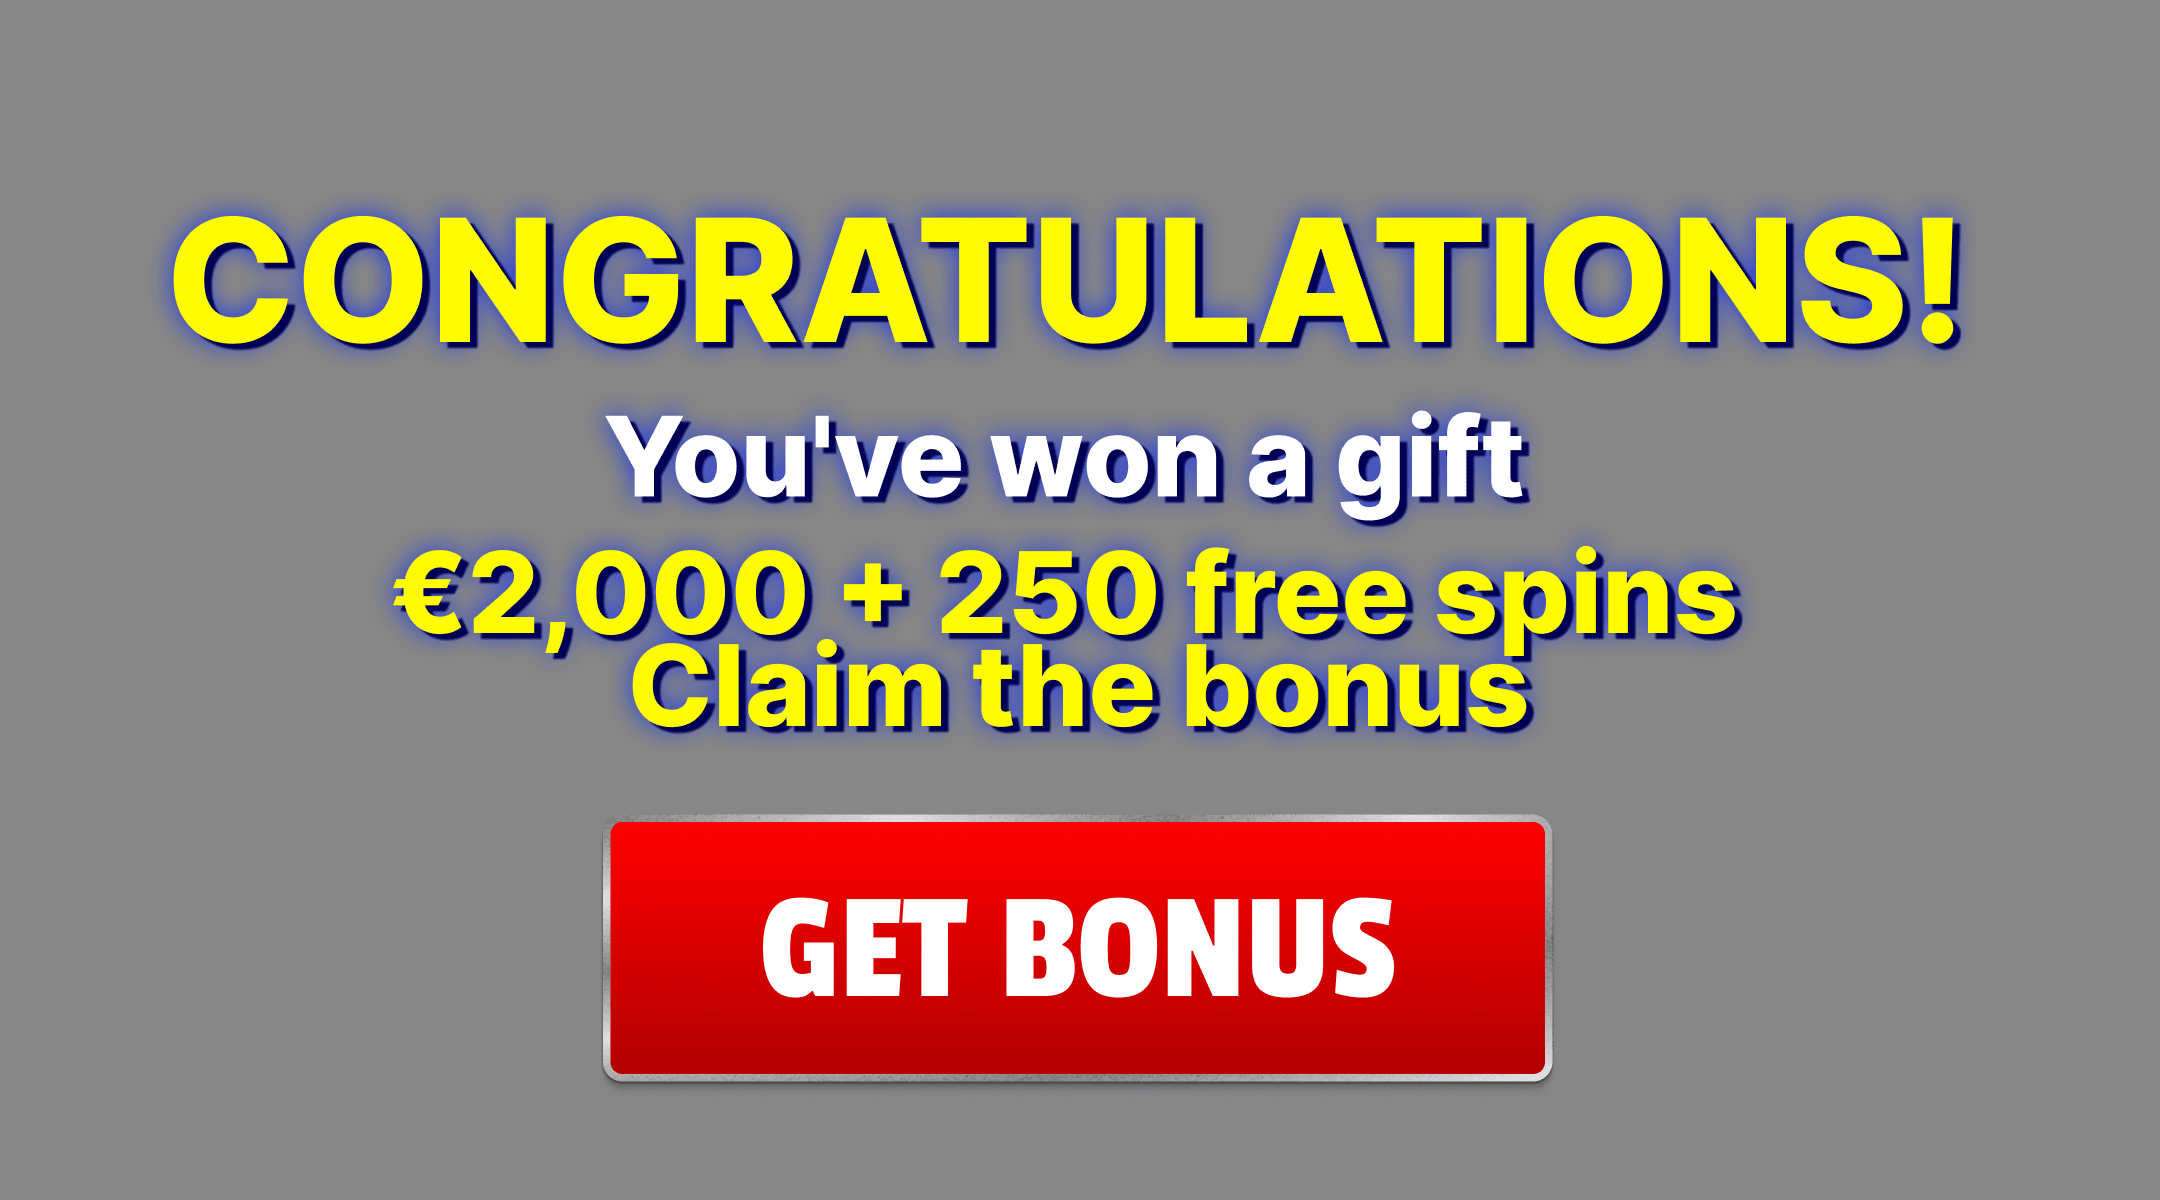 CONGRATULATIONS!
You've won a gift
€2,000 + 250 free spins
Claim the bonus
GET BONUS